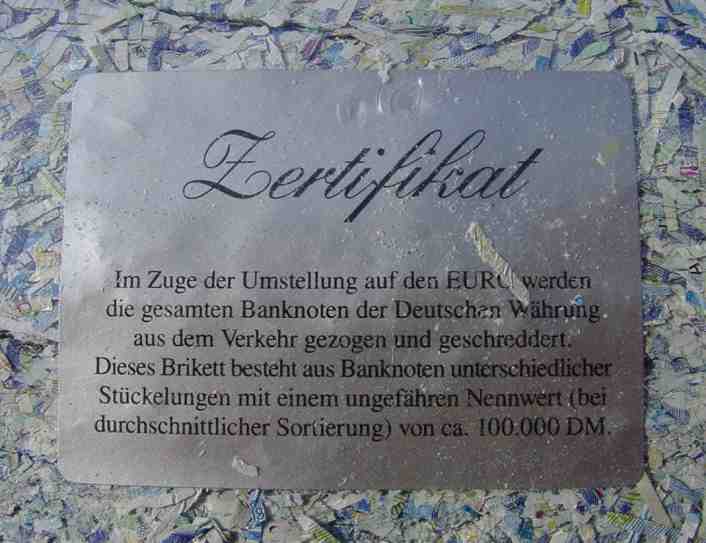 Zertifikat
Im Zuge der Umstellung auf den EURO werden
die gesamten Banknoten der Deutschen Währung
aus dem Verkehr gezogen und geschreddert.
Dieses Brikett besteht aus Banknoten unterschiedlicher
Stückelungen mit einem ungefähren Nennwert (bei
durchschnittlicher Sortierung) von ca. 100.000 DM.